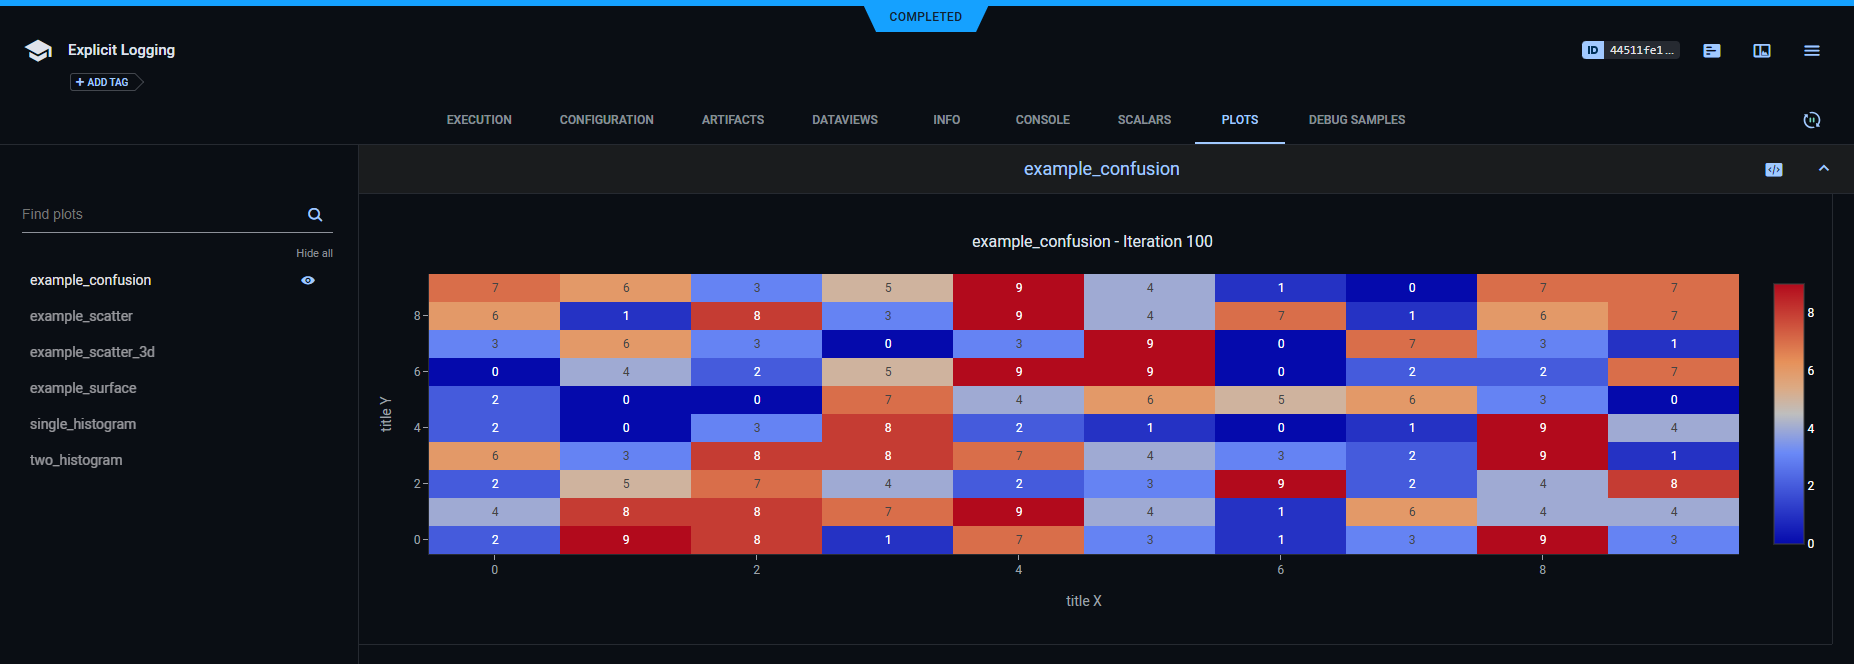 COMPLETED
Explicit Logging
ID 44511fe1 ...
+ ADD TAG
EXECUTION CONFIGURATION ARTIFACTS DATAVIEWS INFO CONSOLE SCALARS PLOTS DEBUG SAMPLES
example_confusion
Find plots
Hide all
example_confusion
example_scatter
example_scatter_3d
example_surface
single_histogram
two_histogram
example_confusion - Iteration 100
7 6 3 5 9 4 1 0 7 7
8 6 1 8 3 9 4 7 1 6 7
3 6 3 0 3 9 0 7 3 1
6 0 4 2 5 9 9 0 2 2 7
2 0 0 7 4 6 5 6 3 0
4 2 0 3 8 2 1 0 1 9 4
6 3 8 8 7 4 3 2 9 1
2 2 5 7 4 2 3 9 2 4 8
4 8 8 7 9 4 1 6 4 4
0 2 9 8 1 7 3 1 3 9 3
0 2 4 6 8
title Y
title X
8
6
4
2
0